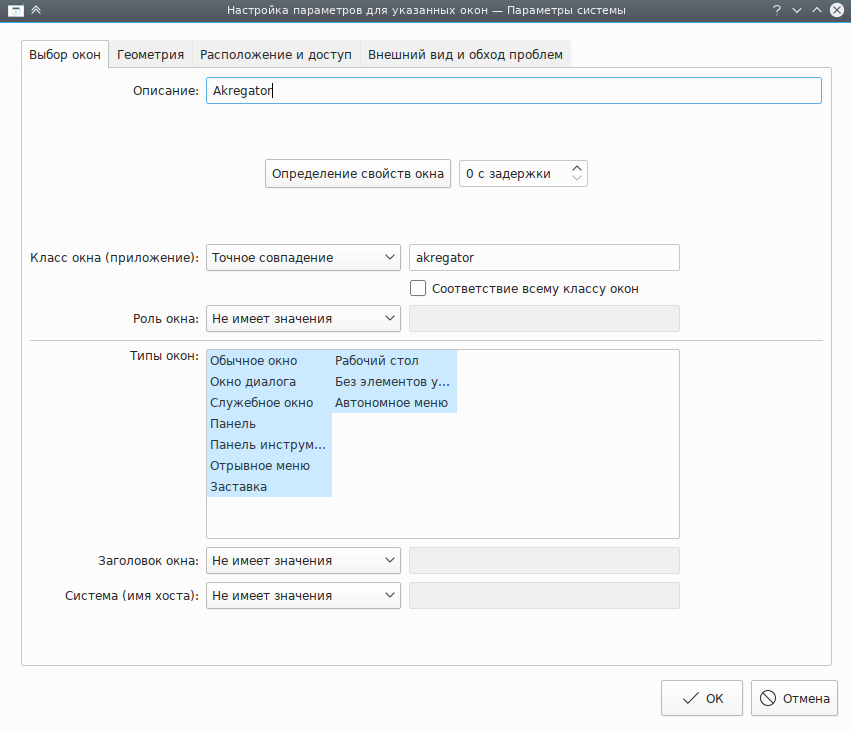 Настройка параметров для указанных окон — Параметры системы
Выбор окон Геометрия Расположение и доступ Внешний вид и обход проблем
Описание: Akregator
Определение свойств окна 0 с задержки
Класс окна (приложение): Точное совпадение akregator
Соответствие всему классу окон
Роль окна: Не имеет значения
Типы окон: Обычное окно Рабочий стол
Окно диалога Без элементов у...
Служебное окно Автономное меню
Панель
Панель инструм...
Отрывное меню
Заставка
Заголовок окна: Не имеет значения
Система (имя хоста): Не имеет значения
ОК Отмена